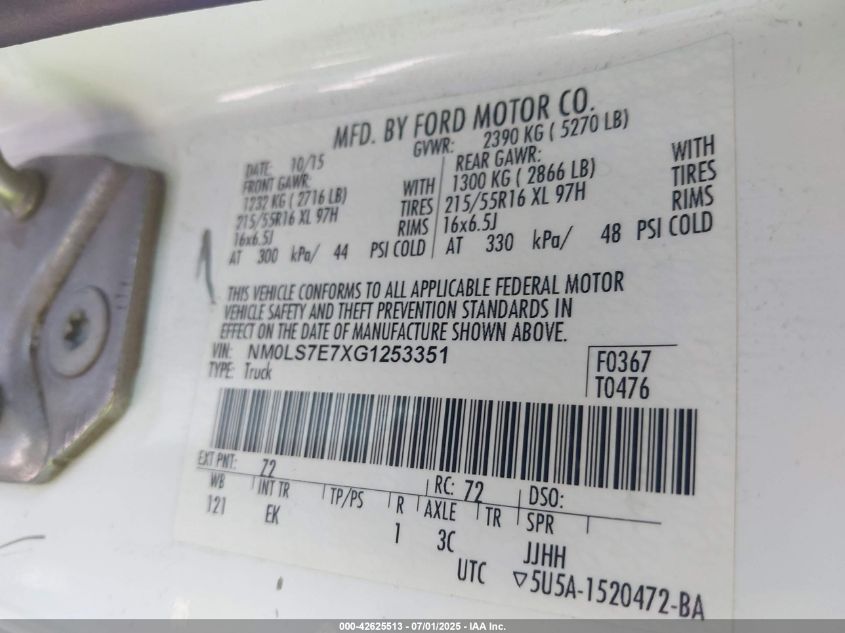 MFD. BY FORD MOTOR CO.
DATE: 10/15 GVWR: 2390 KG ( 5270 LB)
FRONT GAWR: REAR GAWR:
1232 KG ( 2716 LB) WITH 1300 KG ( 2866 LB) WITH
215/55R16 XL 97H TIRES 215/55R16 XL 97H TIRES
16x6.5J RIMS 16x6.5J RIMS
AT 300 kPa/ 44 PSI COLD AT 330 kPa/ 48 PSI COLD
THIS VEHICLE CONFORMS TO ALL APPLICABLE FEDERAL MOTOR
VEHICLE SAFETY AND THEFT PREVENTION STANDARDS IN
EFFECT ON THE DATE OF MANUFACTURE SHOWN ABOVE.
VIN: NM0LS7E7XG1253351 F0367
TYPE: Truck T0476
EXT PNT: 72 RC: 72 DSO:
WB INT TR TP/PS R AXLE TR SPR
121 EK 1 3C JJHH
UTC ▽5U5A-1520472-BA
000-42625513 - 07/01/2025 - IAA Inc.